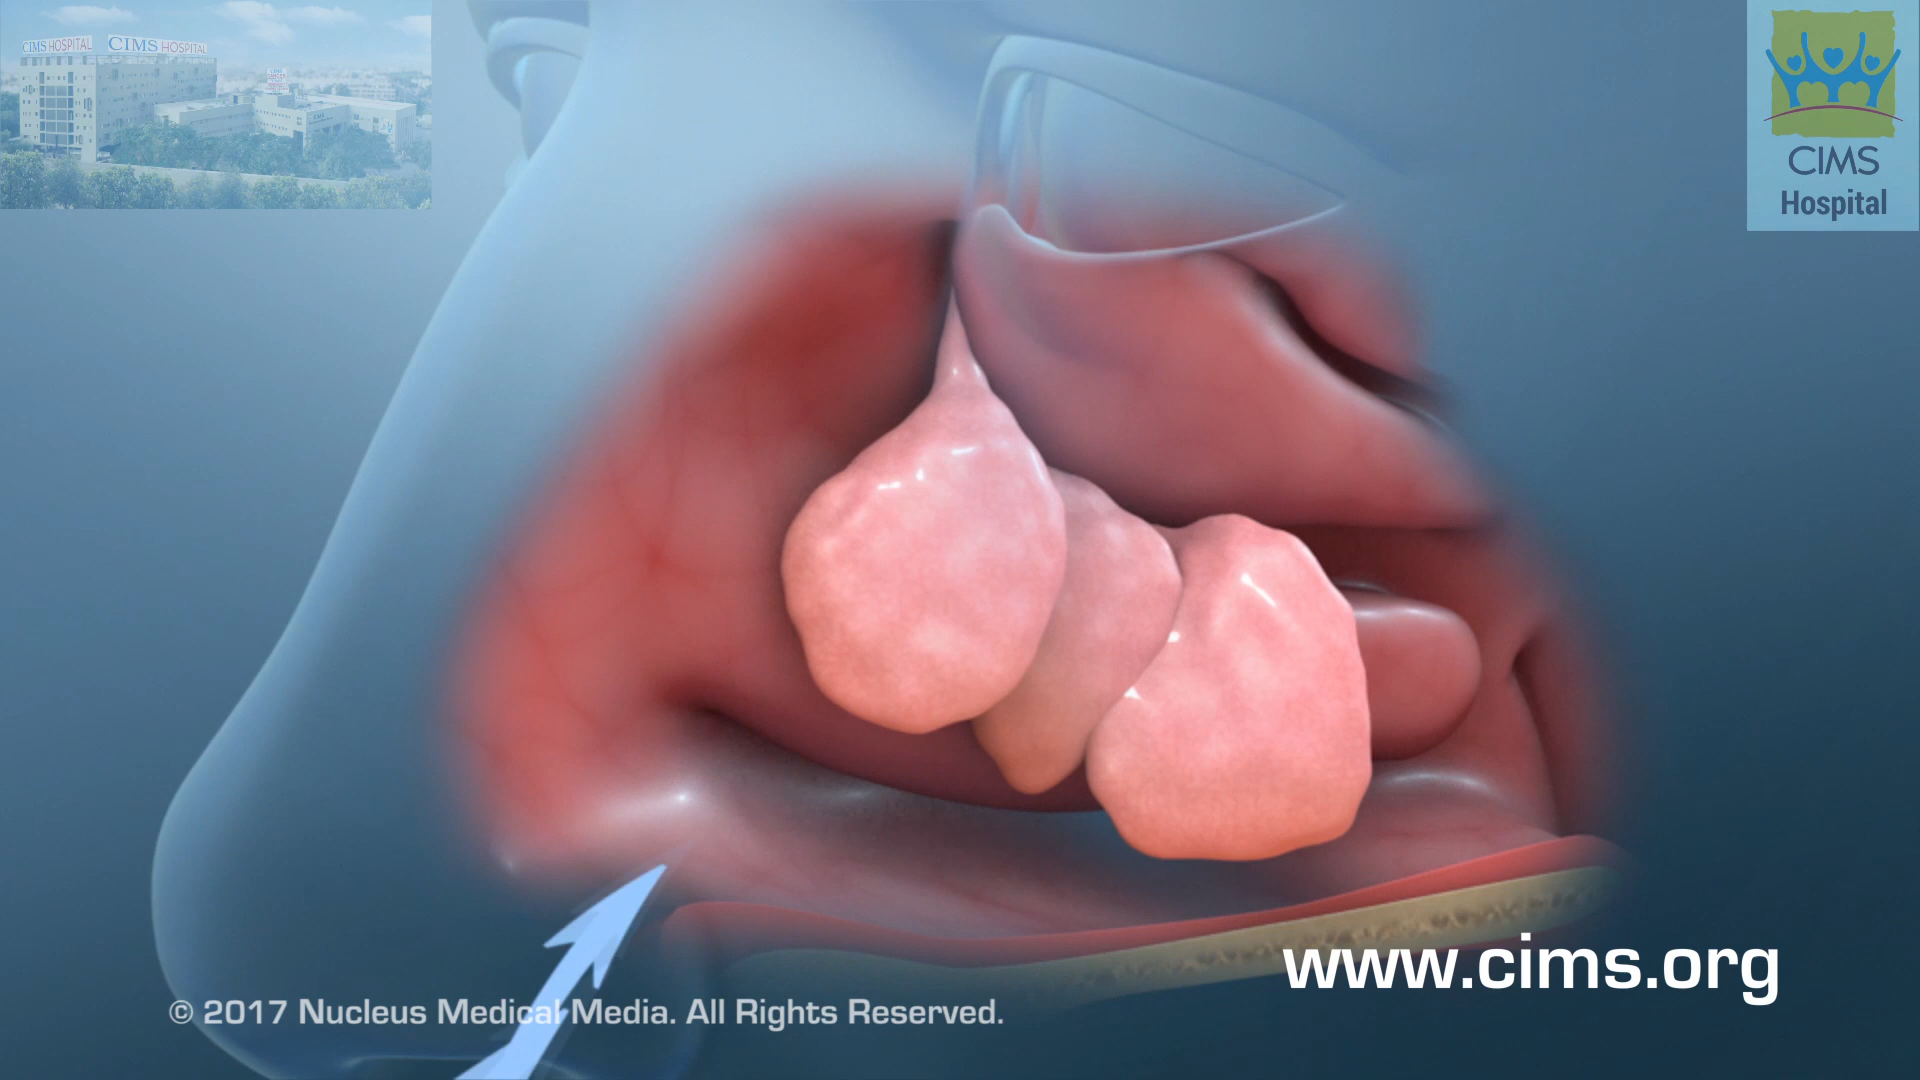 CIMS HOSPITAL CIMS HOSPITAL
CIMS
Hospital
www.cims.org
© 2017 Nucleus Medical Media. All Rights Reserved.